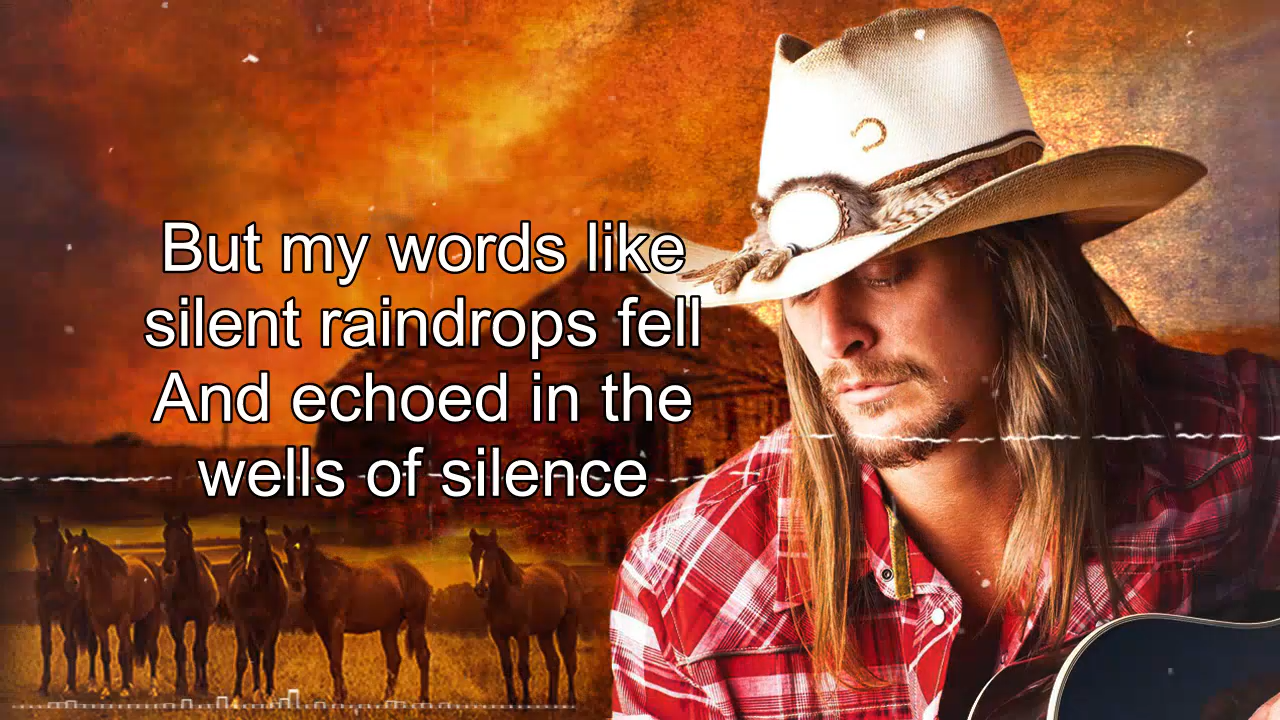 But my words like
silent raindrops fell
And echoed in the
wells of silence